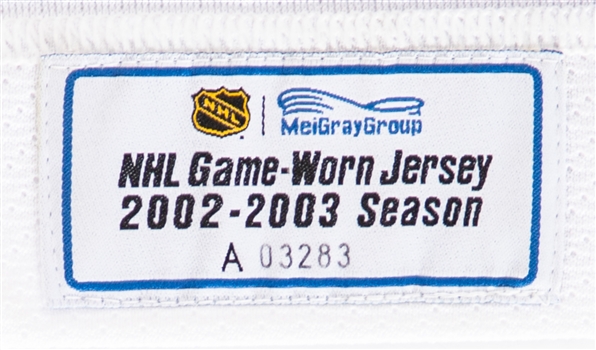 NHL MeiGrayGroup
NHL Game-Worn Jersey
2002-2003 Season
A 03283